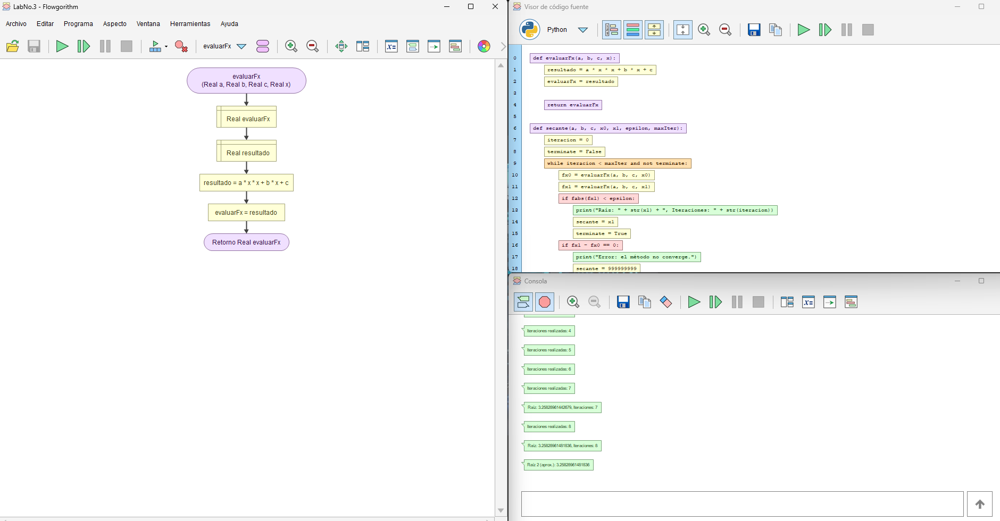 LabNo.3 - Flowgorithm
Archivo Editar Programa Aspecto Ventana Herramientas Ayuda
evaluarFx
evaluarFx
(Real a, Real b, Real c, Real x)
Real evaluarFx
Real resultado
resultado = a * x * x + b * x + c
evaluarFx = resultado
Retorno Real evaluarFx
Visor de código fuente
Python
0 def evaluarFx(a, b, c, x):
1 resultado = a * x * x + b * x + c
2 evaluarFx = resultado
3
4 return evaluarFx
5
6 def secante(a, b, c, x0, x1, epsilon, maxIter):
7 iteracion = 0
8 terminate = False
9 while iteracion < maxIter and not terminate:
10 fx0 = evaluarFx(a, b, c, x0)
11 fx1 = evaluarFx(a, b, c, x1)
12 if fabs(fx1) < epsilon:
13 print("Raíz: " + str(x1) + ", Iteraciones: " + str(iteracion))
14 secante = x1
15 terminate = True
16 if fx1 - fx0 == 0:
17 print("Error: el método no converge.")
18 secante = 999999999
Consola
Iteraciones realizadas: 4
Iteraciones realizadas: 5
Iteraciones realizadas: 6
Iteraciones realizadas: 7
Raíz: 3.25828961442679, Iteraciones: 7
Iteraciones realizadas: 8
Raíz: 3.25828961481836, Iteraciones: 8
Raíz 2 (aprox.): 3.25828961481836